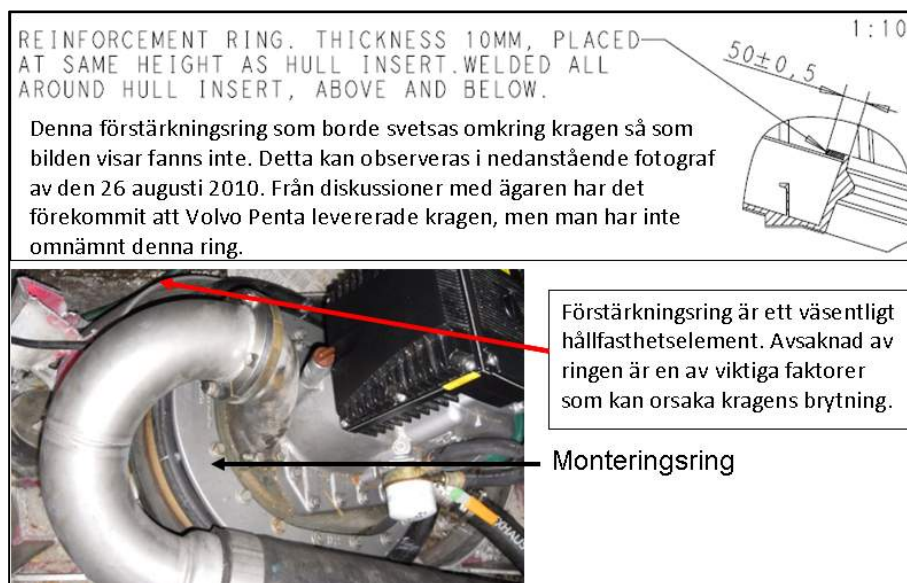 REINFORCEMENT RING. THICKNESS 10MM, PLACED
AT SAME HEIGHT AS HULL INSERT.WELDED ALL
AROUND HULL INSERT, ABOVE AND BELOW.
1:10
50±0,5
Denna förstärkningsring som borde svetsas omkring kragen så som
bilden visar fanns inte. Detta kan observeras i nedanstående fotograf
av den 26 augusti 2010. Från diskussioner med ägaren har det
förekommit att Volvo Penta levererade kragen, men man har inte
omnämnt denna ring.
Förstärkningsring är ett väsentligt
hållfasthetselement. Avsaknad av
ringen är en av viktiga faktorer
som kan orsaka kragens brytning.
Monteringsring
XHAUS